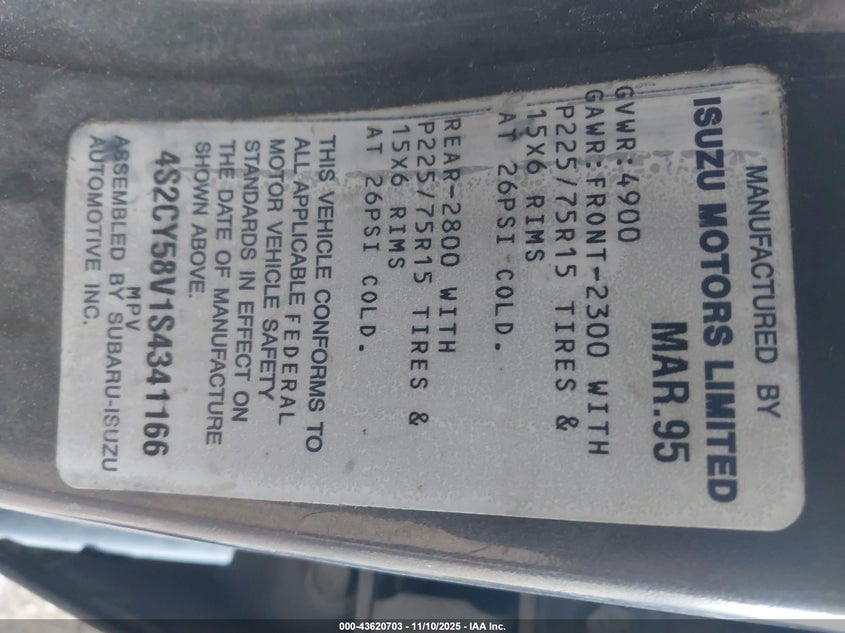 MANUFACTURED BY
ISUZU MOTORS LIMITED
MAR.95
GVWR:4900
GAWR:FRONT-2300 WITH
P225/75R15 TIRES &
15X6 RIMS
AT 26PSI COLD.
REAR-2800 WITH
P225/75R15 TIRES &
15X6 RIMS
AT 26PSI COLD.
THIS VEHICLE CONFORMS TO
ALL APPLICABLE FEDERAL
MOTOR VEHICLE SAFETY
STANDARDS IN EFFECT ON
THE DATE OF MANUFACTURE
SHOWN ABOVE.
4S2CY58V1S4341166
MPV
ASSEMBLED BY SUBARU-ISUZU
AUTOMOTIVE INC.
000-43620703 - 11/10/2025 - IAA Inc.